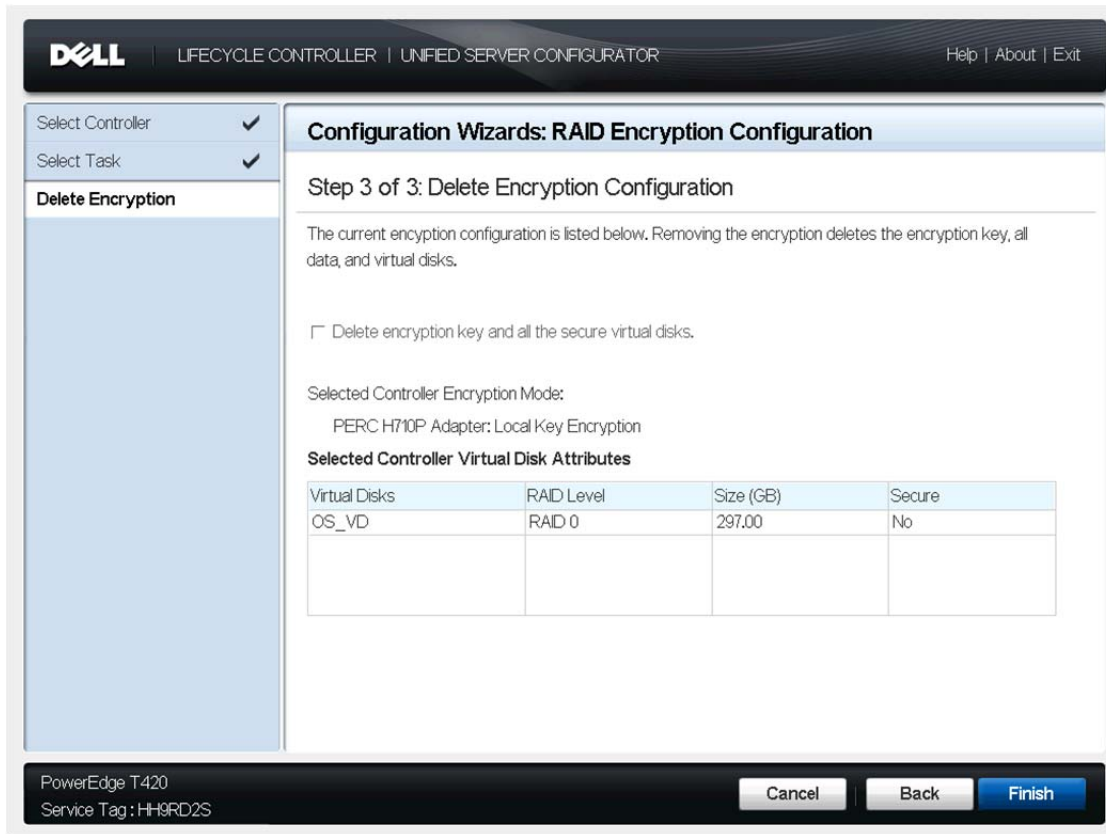 DELL LIFECYCLE CONTROLLER | UNIFIED SERVER CONFIGURATOR Help | About | Exit
Select Controller
Select Task
Delete Encryption
Configuration Wizards: RAID Encryption Configuration
Step 3 of 3: Delete Encryption Configuration
The current encyption configuration is listed below. Removing the encryption deletes the encryption key, all
data, and virtual disks.
Delete encryption key and all the secure virtual disks.
Selected Controller Encryption Mode:
PERC H710P Adapter: Local Key Encryption
Selected Controller Virtual Disk Attributes
Virtual Disks RAID Level Size (GB) Secure
OS_VD RAID 0 297.00 No
PowerEdge T420
Service Tag : HH9RD2S
Cancel Back Finish